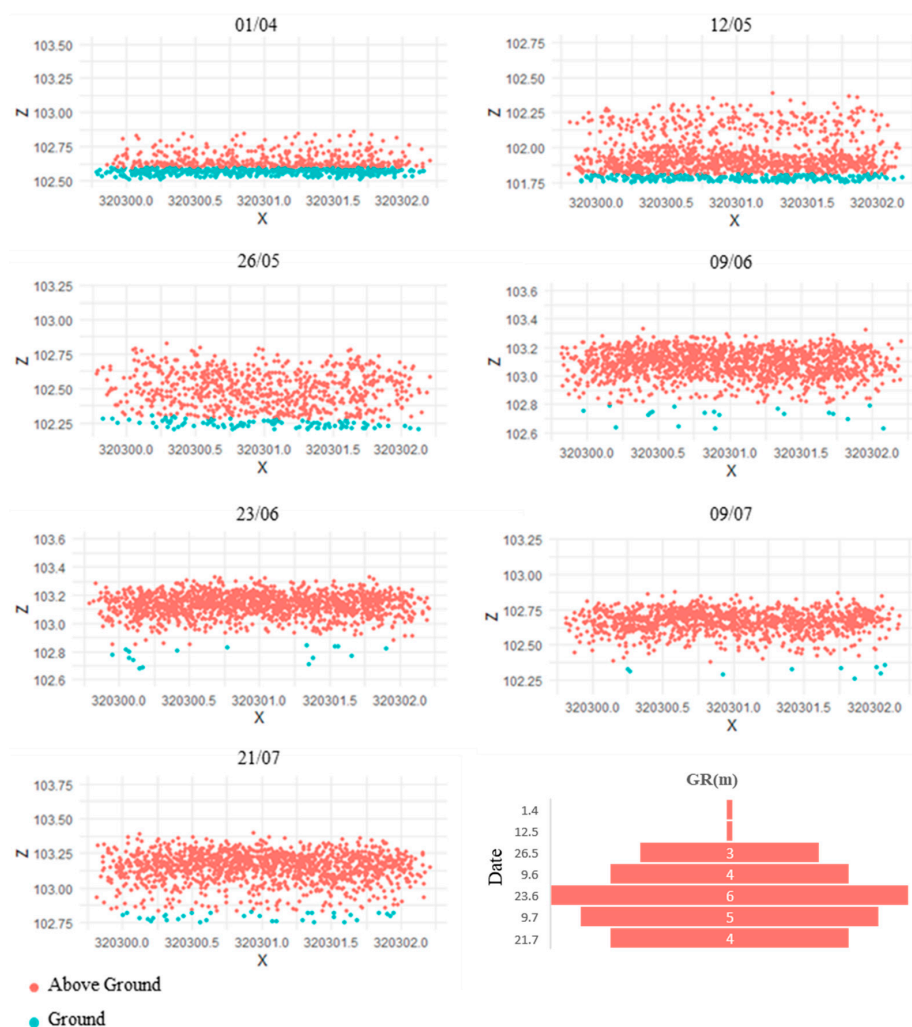 01/04
103.50
103.25
103.00
102.75
102.50
Z
320300.0 320300.5 320301.0 320301.5 320302.0
X
12/05
102.75
102.50
102.25
102.00
101.75
Z
320300.0 320300.5 320301.0 320301.5 320302.0
X
26/05
103.25
103.00
102.75
102.50
102.25
Z
320300.0 320300.5 320301.0 320301.5 320302.0
X
09/06
103.6
103.4
103.2
103.0
102.8
102.6
Z
320300.0 320300.5 320301.0 320301.5 320302.0
X
23/06
103.6
103.4
103.2
103.0
102.8
102.6
Z
320300.0 320300.5 320301.0 320301.5 320302.0
X
09/07
103.25
103.00
102.75
102.50
102.25
Z
320300.0 320300.5 320301.0 320301.5 320302.0
X
21/07
103.75
103.50
103.25
103.00
102.75
Z
320300.0 320300.5 320301.0 320301.5 320302.0
X
GR(m)
Date
1.4
12.5
26.5 3
9.6 4
23.6 6
9.7 5
21.7 4
Above Ground
Ground